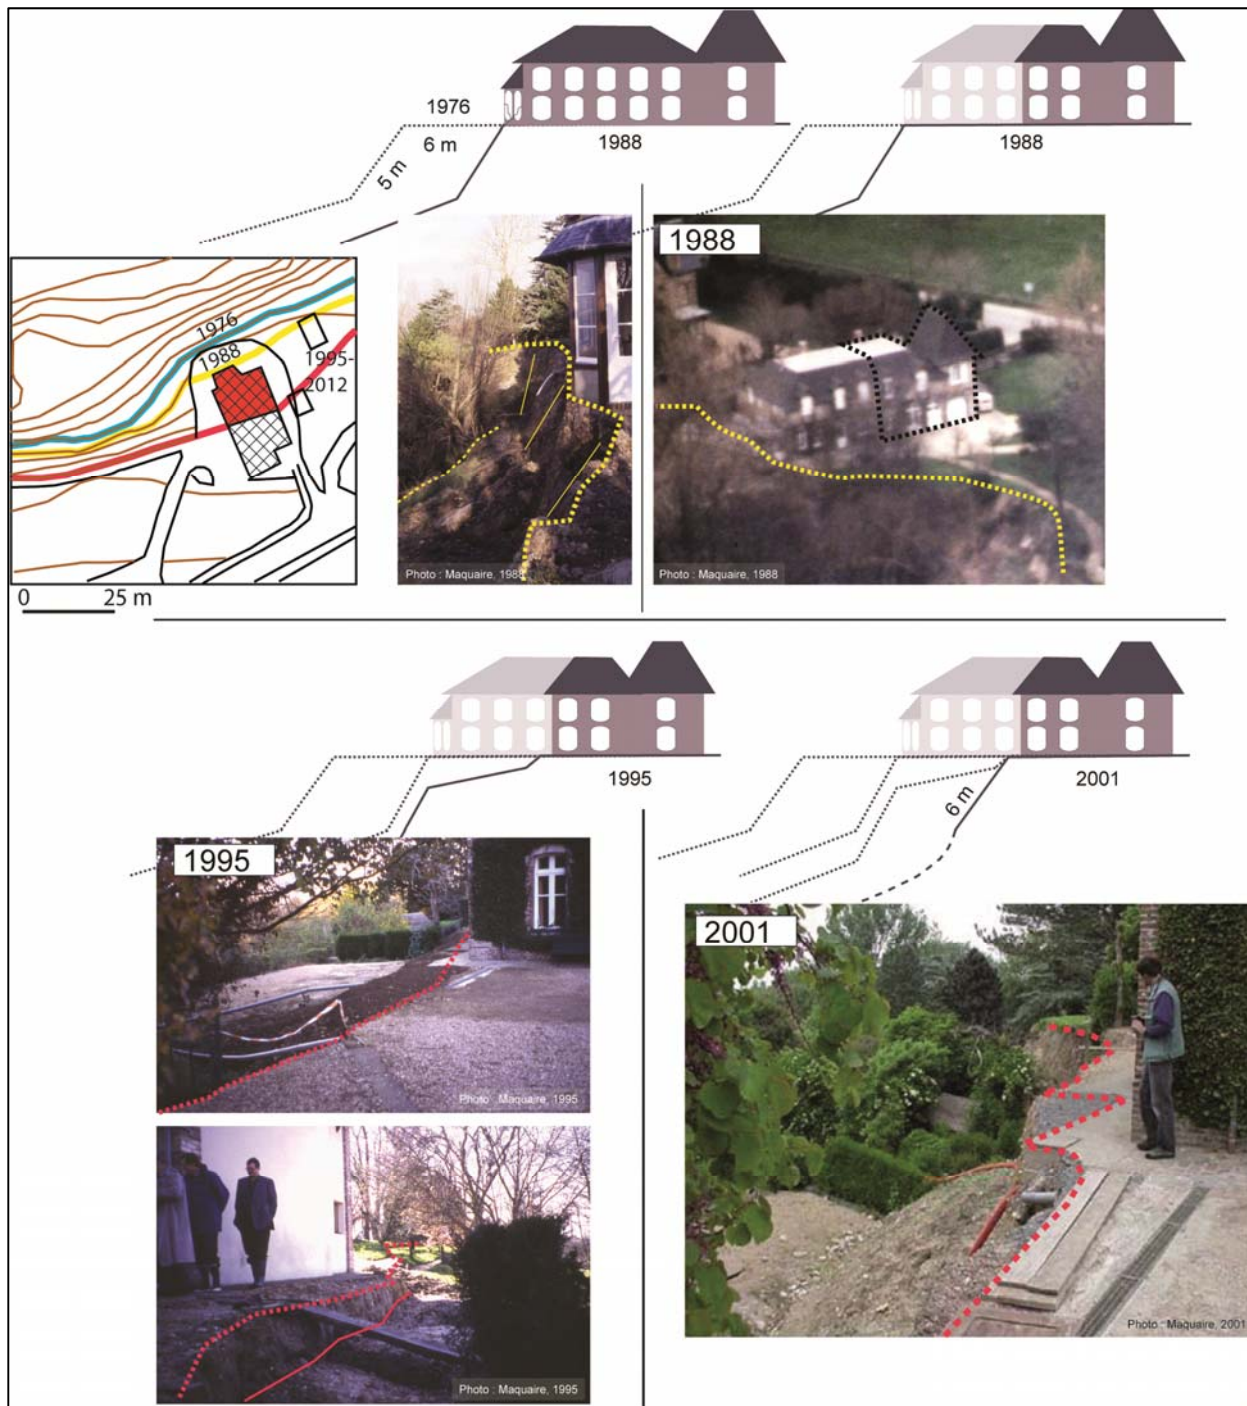 1976
6 m
5 m
1988
1988
1976
1988
1995-
2012
0 25 m
Photo : Maquaire, 1988
1988
Photo : Maquaire, 1988
1995
2001
6 m
1995
Photo : Maquaire, 1995
Photo : Maquaire, 1995
2001
Photo : Maquaire, 2001